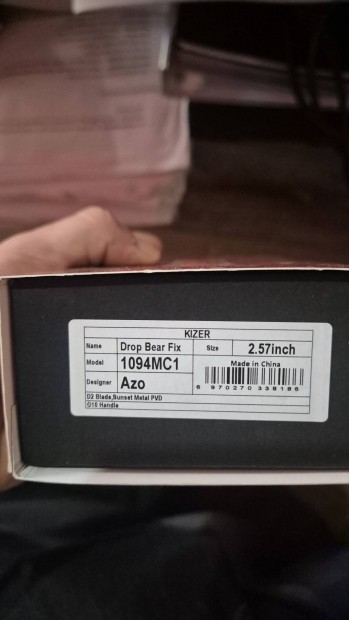 KIZER
Name Drop Bear Fix Size 2.57inch
Model 1094MC1 Made in China
Designer Azo
6 970270 339186
D2 Blade,Sunset Metal PVD
G10 Handle